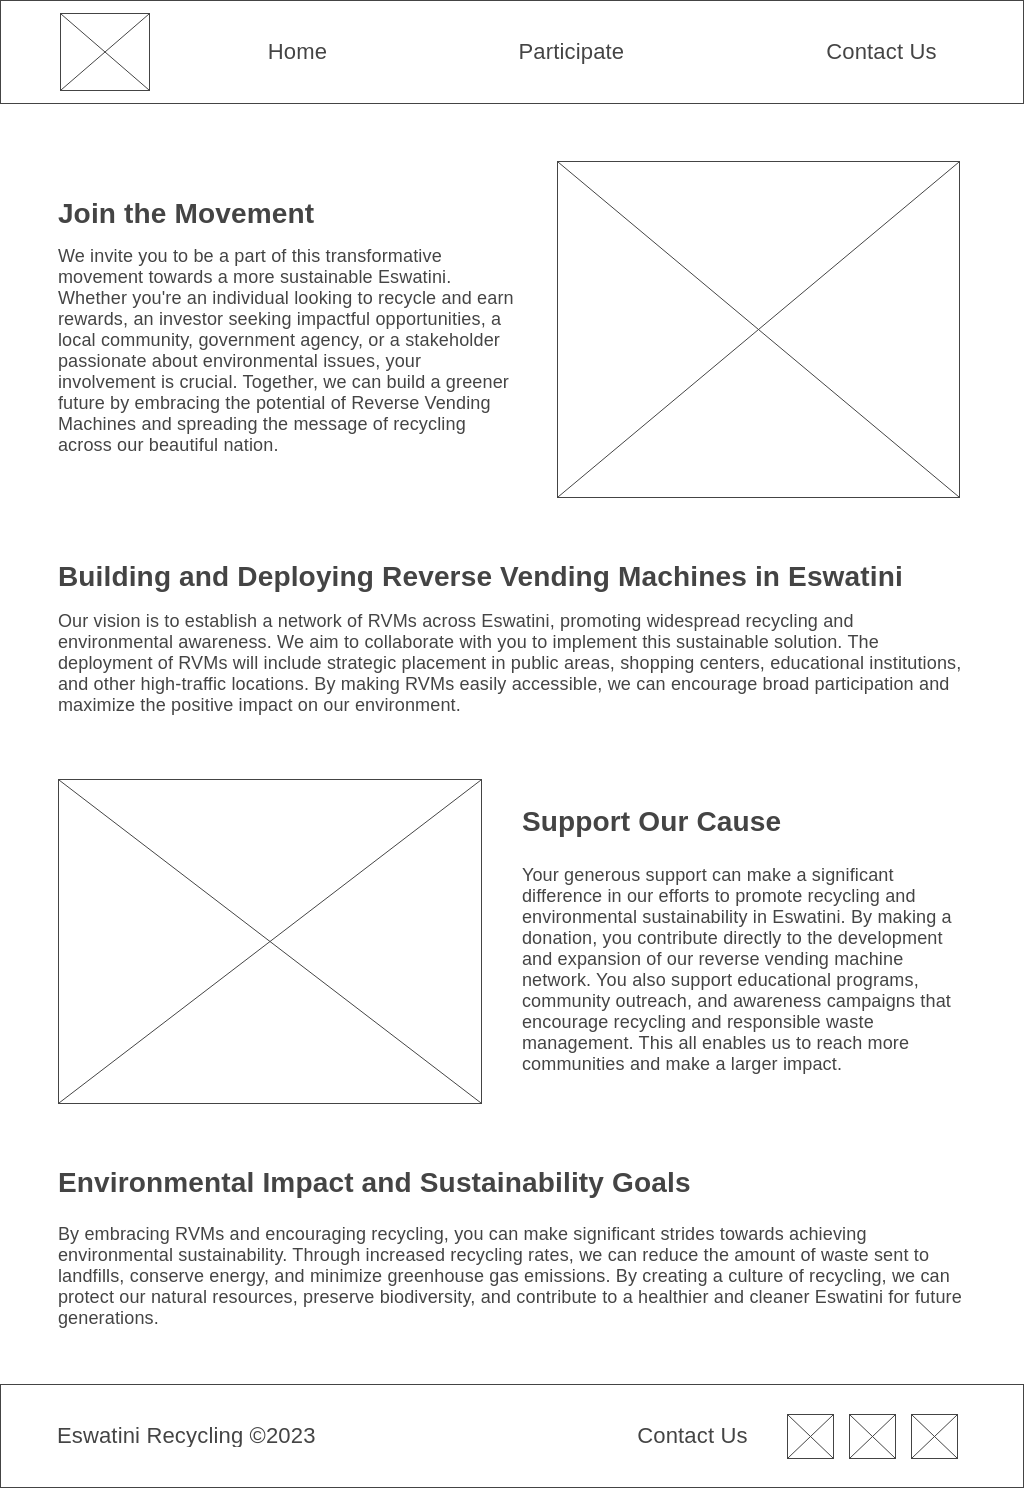 Home
Participate
Contact Us
Join the Movement
We invite you to be a part of this transformative
movement towards a more sustainable Eswatini.
Whether you're an individual looking to recycle and earn
rewards, an investor seeking impactful opportunities, a
local community, government agency, or a stakeholder
passionate about environmental issues, your
involvement is crucial. Together, we can build a greener
future by embracing the potential of Reverse Vending
Machines and spreading the message of recycling
across our beautiful nation.
Building and Deploying Reverse Vending Machines in Eswatini
Our vision is to establish a network of RVMs across Eswatini, promoting widespread recycling and
environmental awareness. We aim to collaborate with you to implement this sustainable solution. The
deployment of RVMs will include strategic placement in public areas, shopping centers, educational institutions,
and other high-traffic locations. By making RVMs easily accessible, we can encourage broad participation and
maximize the positive impact on our environment.
Support Our Cause
Your generous support can make a significant
difference in our efforts to promote recycling and
environmental sustainability in Eswatini. By making a
donation, you contribute directly to the development
and expansion of our reverse vending machine
network. You also support educational programs,
community outreach, and awareness campaigns that
encourage recycling and responsible waste
management. This all enables us to reach more
communities and make a larger impact.
Environmental Impact and Sustainability Goals
By embracing RVMs and encouraging recycling, you can make significant strides towards achieving
environmental sustainability. Through increased recycling rates, we can reduce the amount of waste sent to
landfills, conserve energy, and minimize greenhouse gas emissions. By creating a culture of recycling, we can
protect our natural resources, preserve biodiversity, and contribute to a healthier and cleaner Eswatini for future
generations.
Eswatini Recycling ©2023
Contact Us